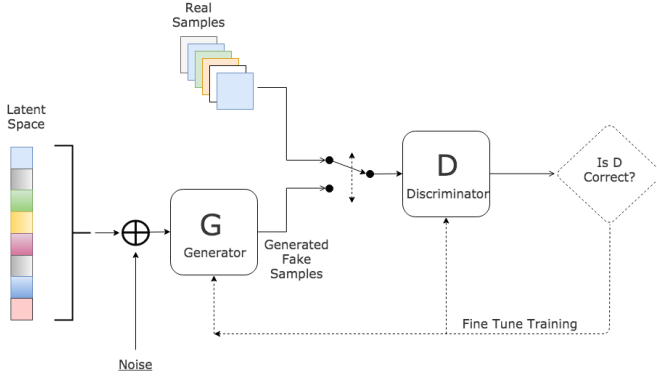 Real
Samples
Latent
Space
Is D
Correct?
D
Discriminator
G
Generator
Generated
Fake
Samples
Fine Tune Training
Noise